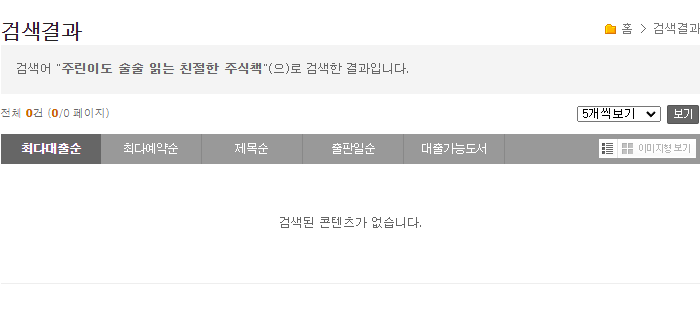 검색결과
홈 > 검색결과
검색어 "주린이도 술술 읽는 친절한 주식책"(으)로 검색한 결과입니다.
전체 0건 (0/0 페이지)
5개씩보기 보기
최다대출순 최다예약순 제목순 출판일순 대출가능도서 이미지형 보기
검색된 콘텐츠가 없습니다.